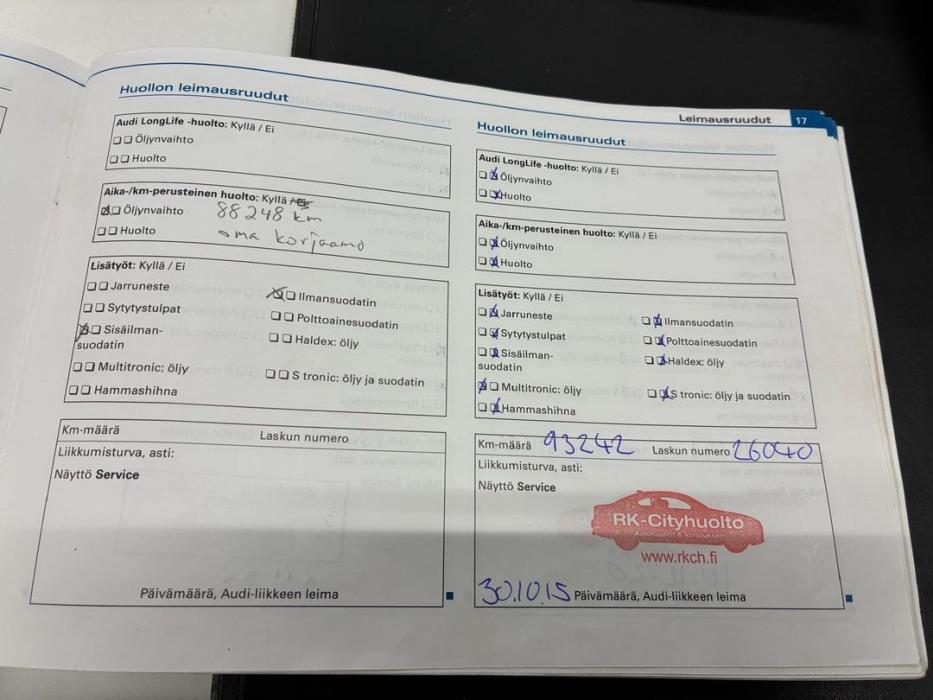 Huollon leimausruudut
Audi LongLife -huolto: Kyllä / Ei
Öljynvaihto
Huolto
Aika-/km-perusteinen huolto: Kyllä / Ei
Öljynvaihto 88248 km
Huolto oma korjaamo
Lisätyöt: Kyllä / Ei
Jarruneste
Ilmansuodatin
Sytytystulpat
Polttoainesuodatin
Sisäilman-
suodatin
Haldex: öljy
Multitronic: öljy
S tronic: öljy ja suodatin
Hammashihna
Km-määrä Laskun numero
Liikkumisturva, asti:
Näyttö Service
Päivämäärä, Audi-liikkeen leima
Leimausruudut 17
Huollon leimausruudut
Audi LongLife -huolto: Kyllä / Ei
Öljynvaihto
Huolto
Aika-/km-perusteinen huolto: Kyllä / Ei
Öljynvaihto
Huolto
Lisätyöt: Kyllä / Ei
Jarruneste
Ilmansuodatin
Sytytystulpat
Polttoainesuodatin
Sisäilman-
suodatin
Haldex: öljy
Multitronic: öljy
S tronic: öljy ja suodatin
Hammashihna
Km-määrä 93242 Laskun numero 26040
Liikkumisturva, asti:
Näyttö Service
RK-Cityhuolto
Autohuollot & korjaukset
www.rkch.fi
30.10.15 Päivämäärä, Audi-liikkeen leima